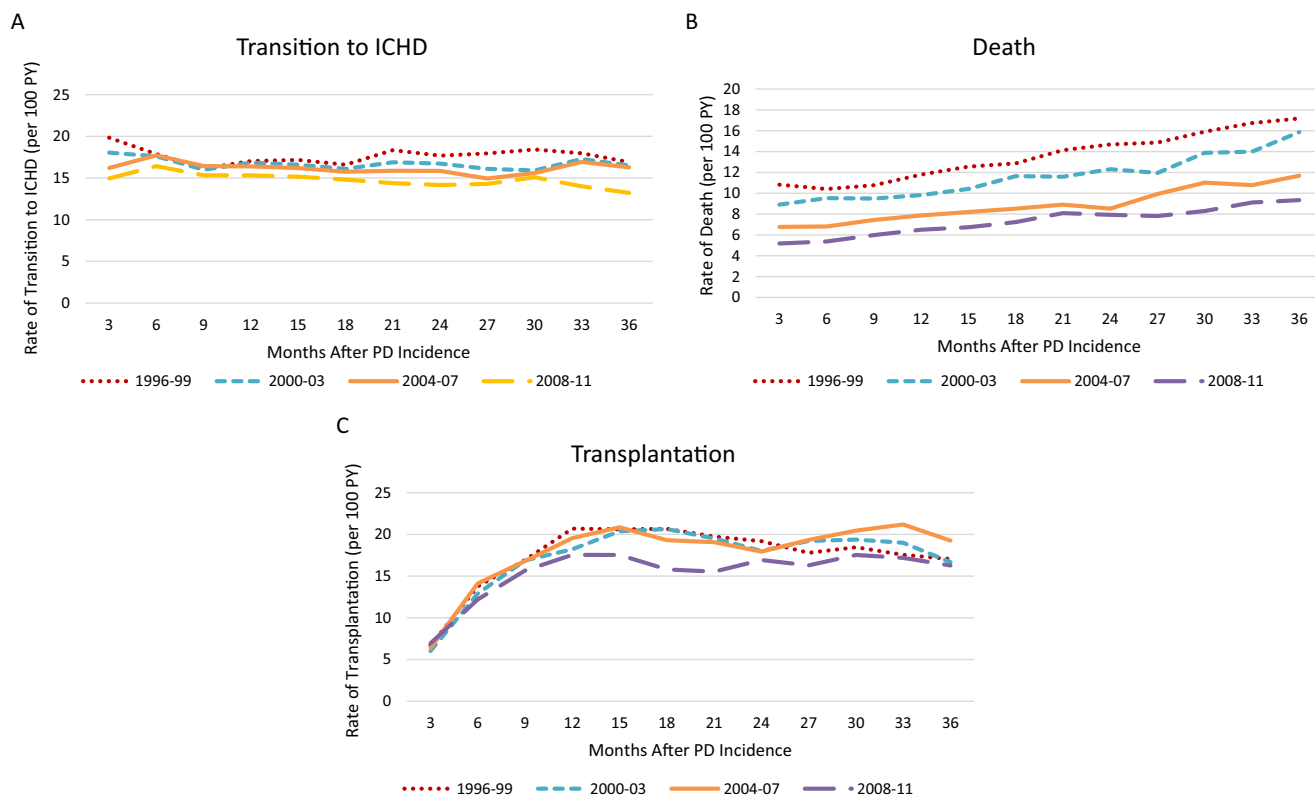 A
Transition to ICHD
Rate of Transition to ICHD (per 100 PY)
25
20
15
10
5
0
3 6 9 12 15 18 21 24 27 30 33 36
Months After PD Incidence
1996-99 2000-03 2004-07 2008-11
B
Death
Rate of Death (per 100 PY)
20
18
16
14
12
10
8
6
4
2
0
3 6 9 12 15 18 21 24 27 30 33 36
Months After PD Incidence
1996-99 2000-03 2004-07 2008-11
C
Transplantation
Rate of Transplantation (per 100 PY)
25
20
15
10
5
0
3 6 9 12 15 18 21 24 27 30 33 36
Months After PD Incidence
1996-99 2000-03 2004-07 2008-11